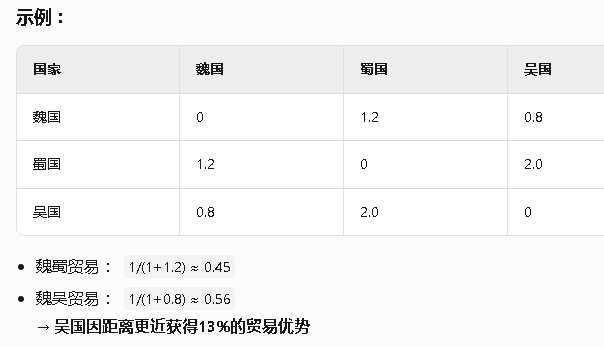 示例：
国家 魏国 蜀国 吴国
魏国 0 1.2 0.8
蜀国 1.2 0 2.0
吴国 0.8 2.0 0
• 魏蜀贸易： 1/(1+1.2) ≈ 0.45
• 魏吴贸易： 1/(1+0.8) ≈ 0.56
→ 吴国因距离更近获得13%的贸易优势